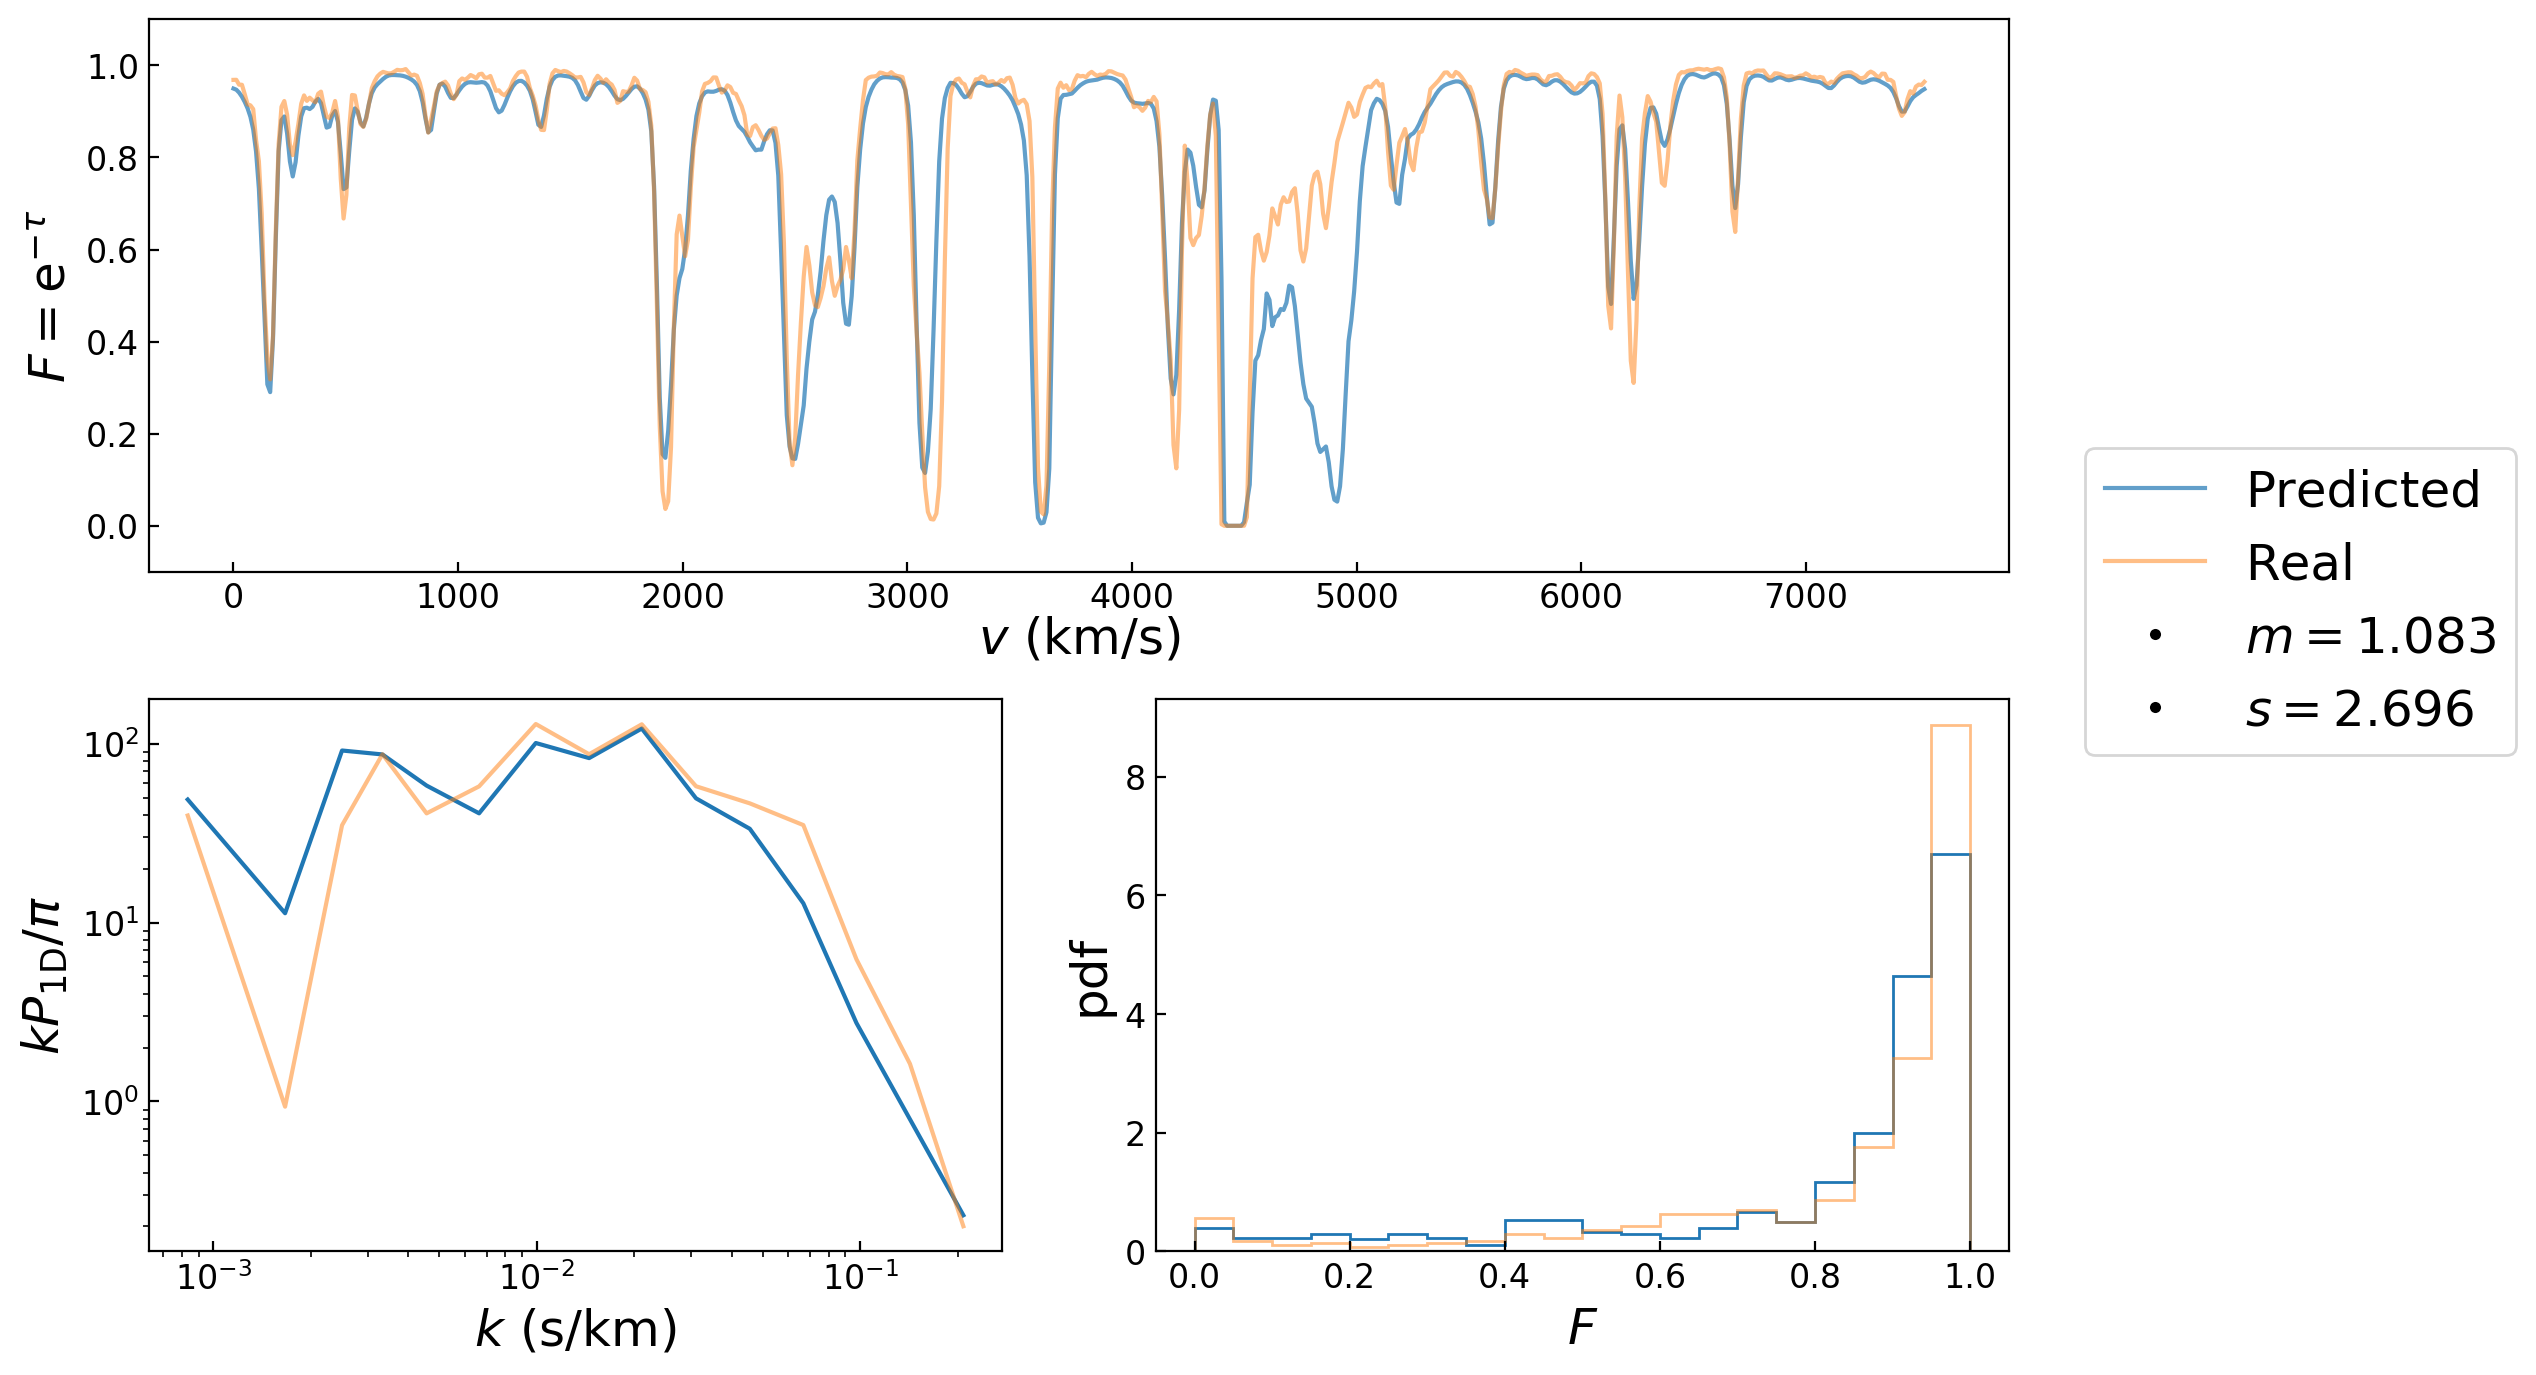 1.0
0.8
0.6
0.4
0.2
0.0
F = e^{−τ}
0 1000 2000 3000 4000 5000 6000 7000
v (km/s)
Predicted
Real
m = 1.083
s = 2.696
10^2
10^1
10^0
kP_{1D}/π
10^{−3} 10^{−2} 10^{−1}
k (s/km)
8
6
4
2
0
pdf
0.0 0.2 0.4 0.6 0.8 1.0
F